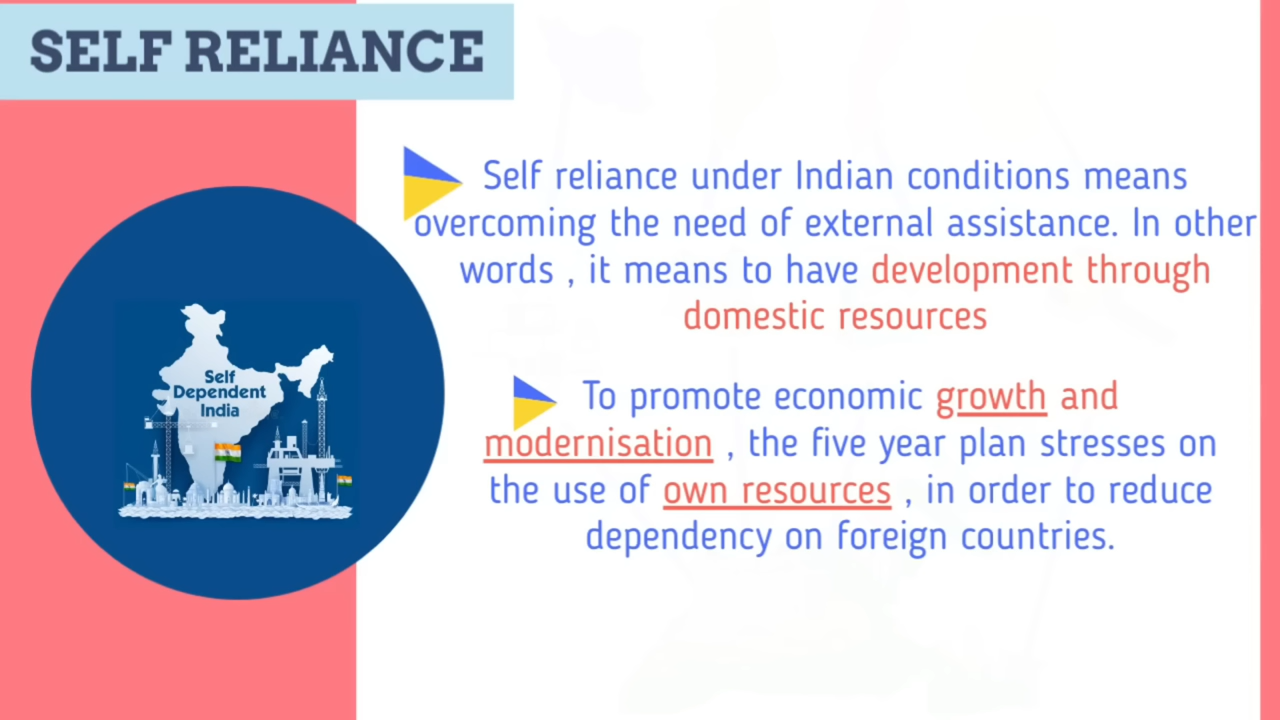 SELF RELIANCE
Self reliance under Indian conditions means
overcoming the need of external assistance. In other
words , it means to have development through
domestic resources
Self
Dependent
India
To promote economic growth and
modernisation , the five year plan stresses on
the use of own resources , in order to reduce
dependency on foreign countries.